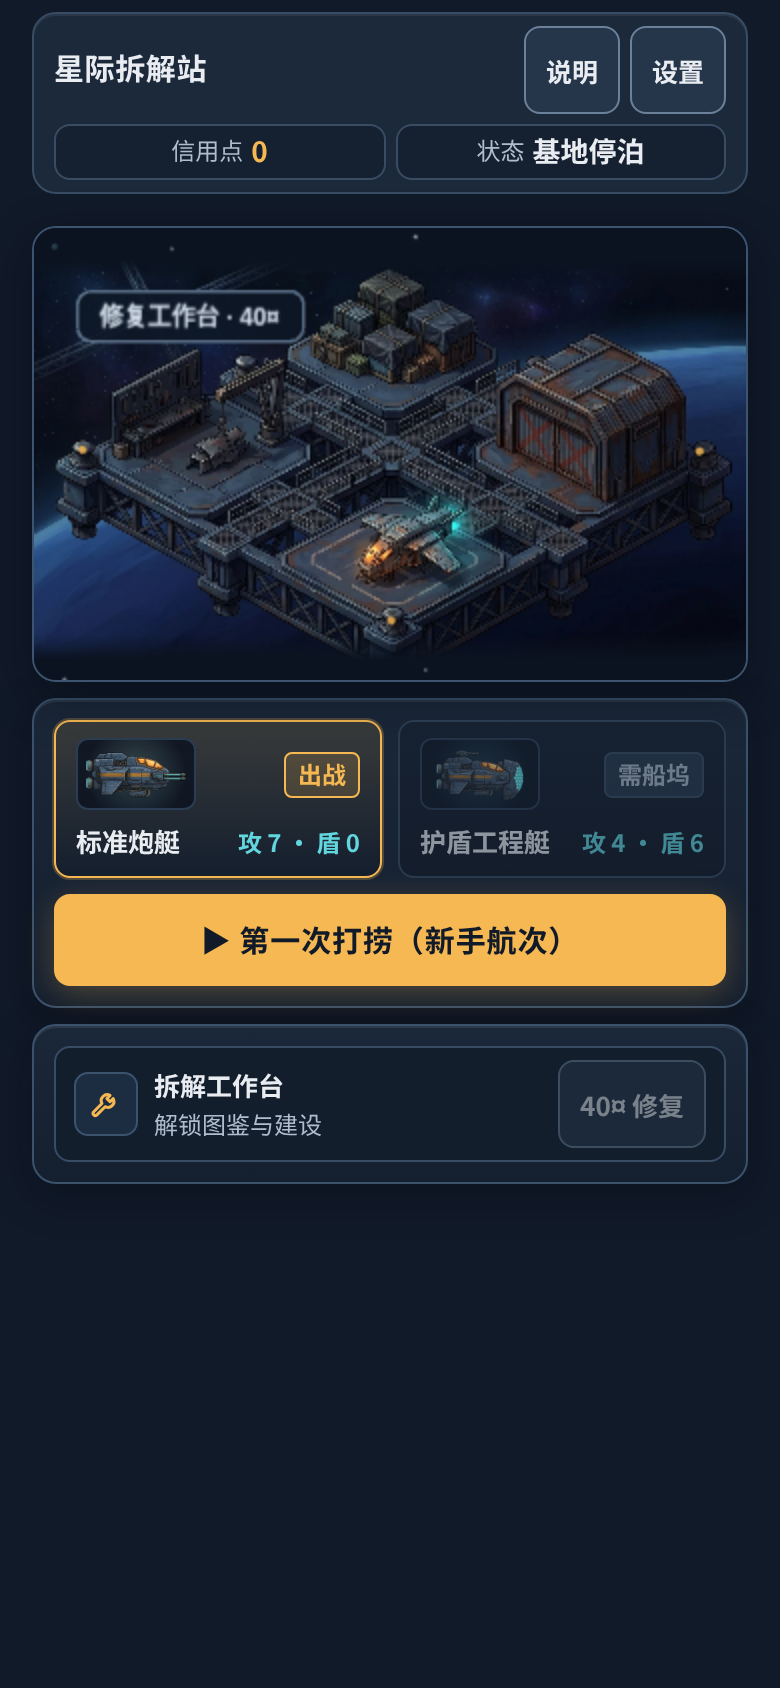 星际拆解站
说明
设置
信用点 0
状态 基地停泊
修复工作台 · 40¤
出战
标准炮艇
攻 7 · 盾 0
需船坞
护盾工程艇
攻 4 · 盾 6
▶ 第一次打捞（新手航次）
拆解工作台
解锁图鉴与建设
40¤ 修复